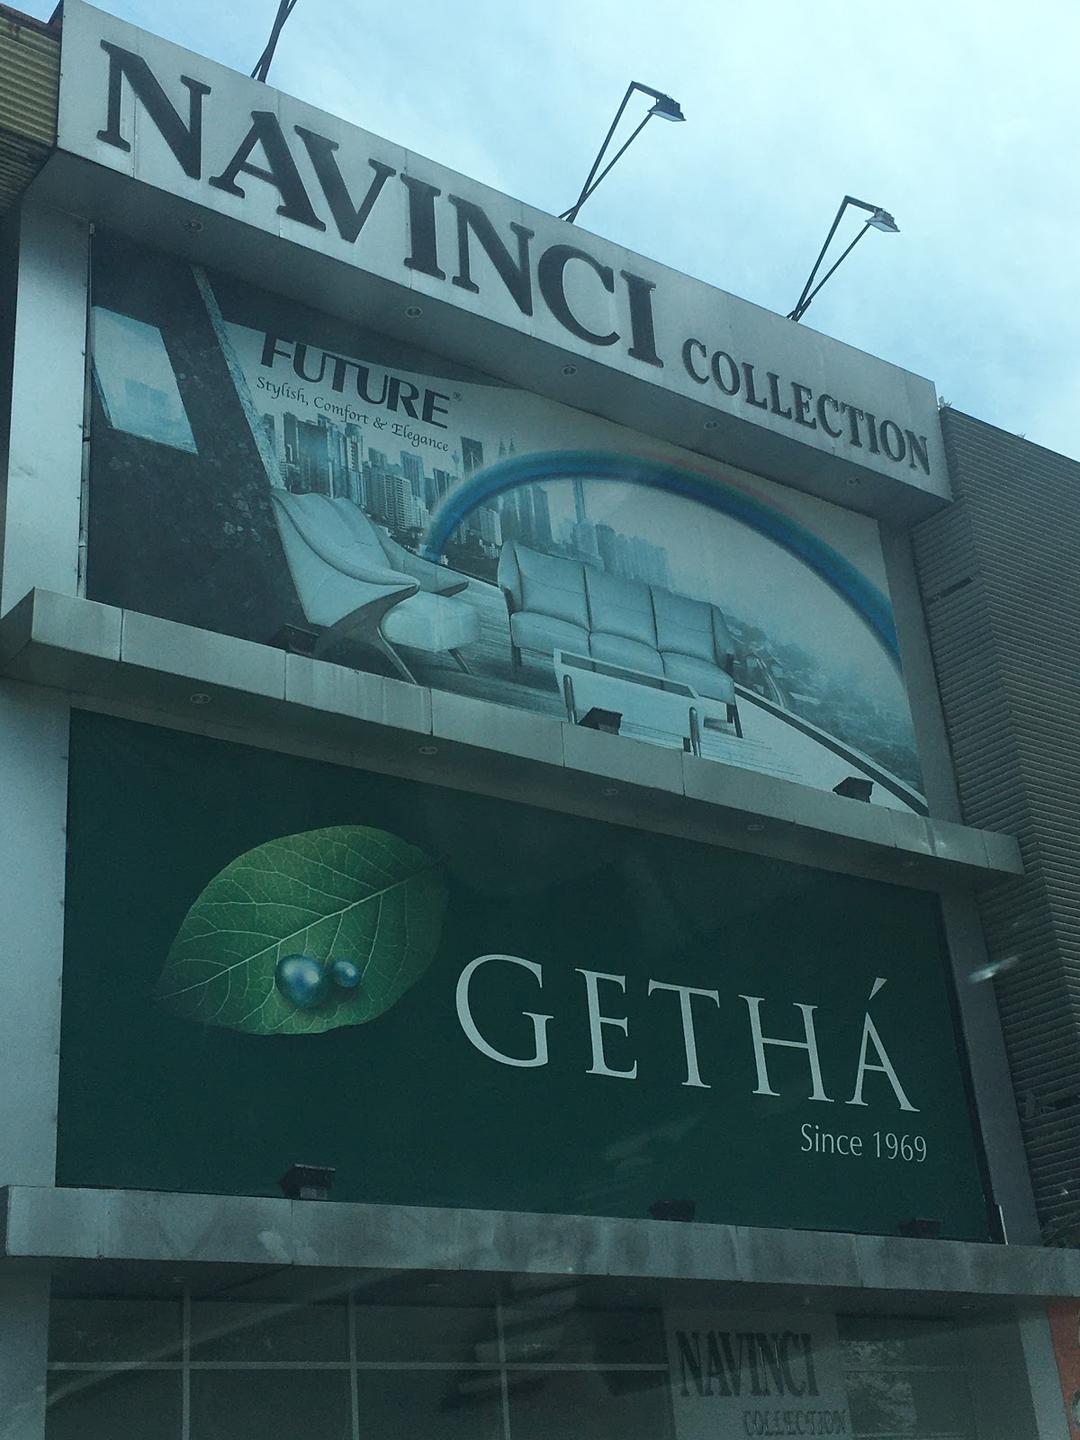 NAVINCI COLLECTION
FUTURE®
Stylish, Comfort & Elegance
GETHÁ
Since 1969
NAVINCI
COLLECTION